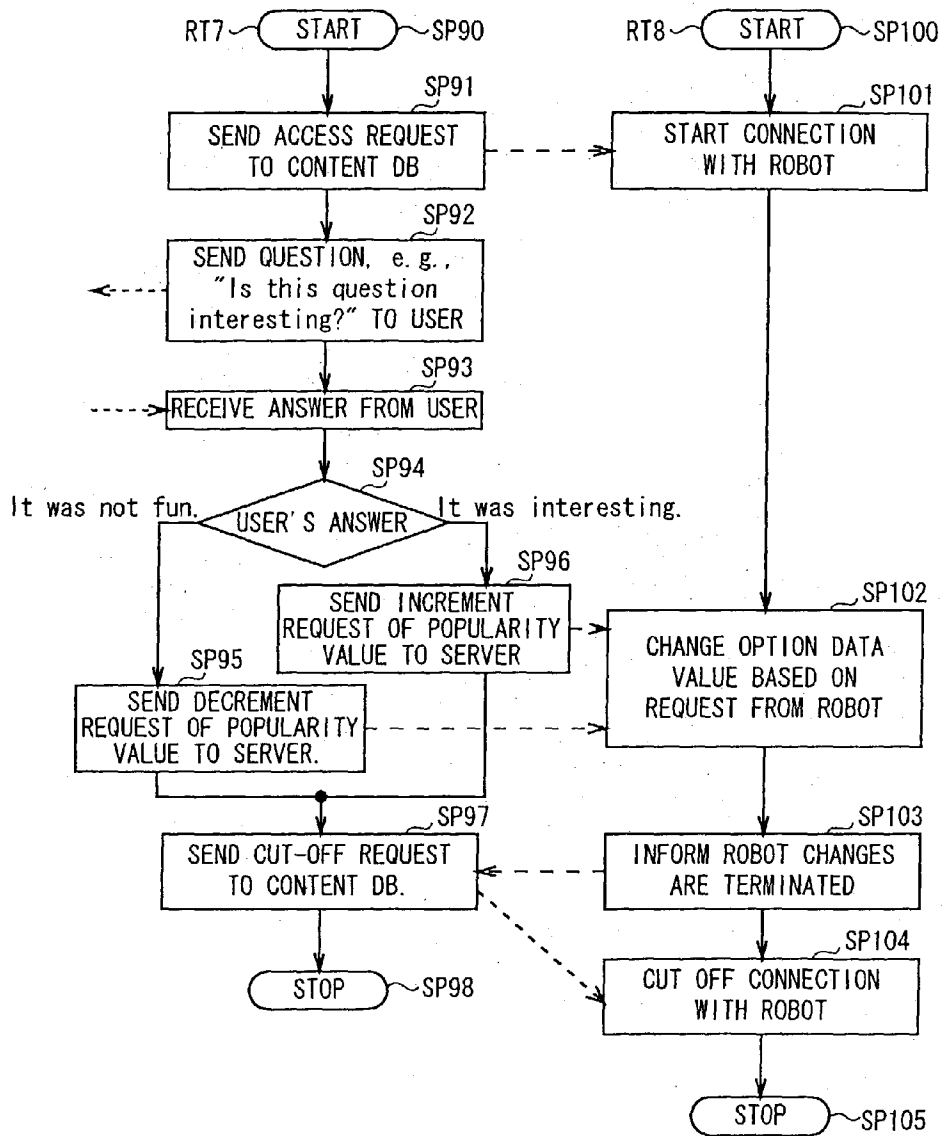 RT7
START
SP90
RT8
START
SP100
SP91
SEND ACCESS REQUEST
TO CONTENT DB
SP101
START CONNECTION
WITH ROBOT
SP92
SEND QUESTION, e.g.,
"Is this question
interesting?" TO USER
SP93
RECEIVE ANSWER FROM USER
SP94
It was not fun.
USER'S ANSWER
It was interesting.
SP96
SEND INCREMENT
REQUEST OF POPULARITY
VALUE TO SERVER
SP102
CHANGE OPTION DATA
VALUE BASED ON
REQUEST FROM ROBOT
SP95
SEND DECREMENT
REQUEST OF POPULARITY
VALUE TO SERVER.
SP97
SEND CUT-OFF REQUEST
TO CONTENT DB.
SP103
INFORM ROBOT CHANGES
ARE TERMINATED
SP104
CUT OFF CONNECTION
WITH ROBOT
STOP
SP98
STOP
SP105